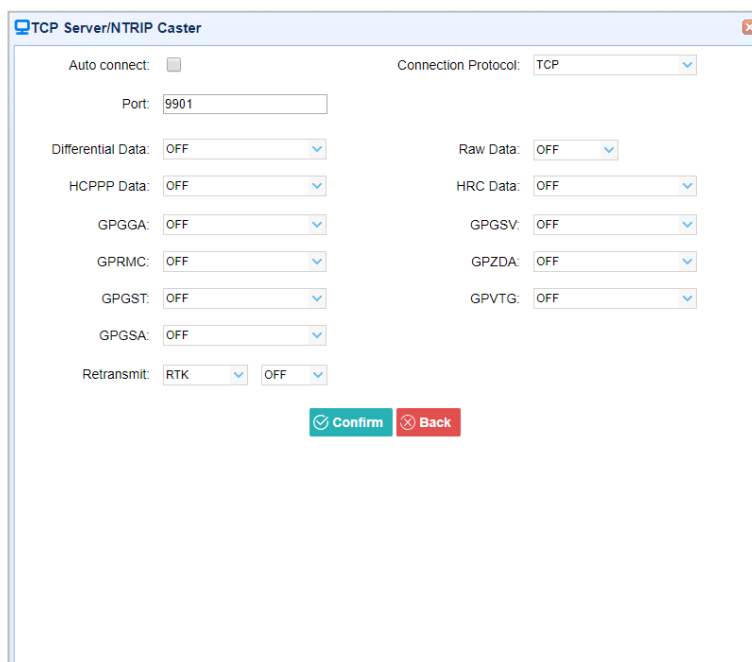 TCP Server/NTRIP Caster
Auto connect: Connection Protocol: TCP
Port: 9901
Differential Data: OFF Raw Data: OFF
HCPPP Data: OFF HRC Data: OFF
GPGGA: OFF GPGSV: OFF
GPRMC: OFF GPZDA: OFF
GPGST: OFF GPVTG: OFF
GPGSA: OFF
Retransmit: RTK OFF
Confirm Back